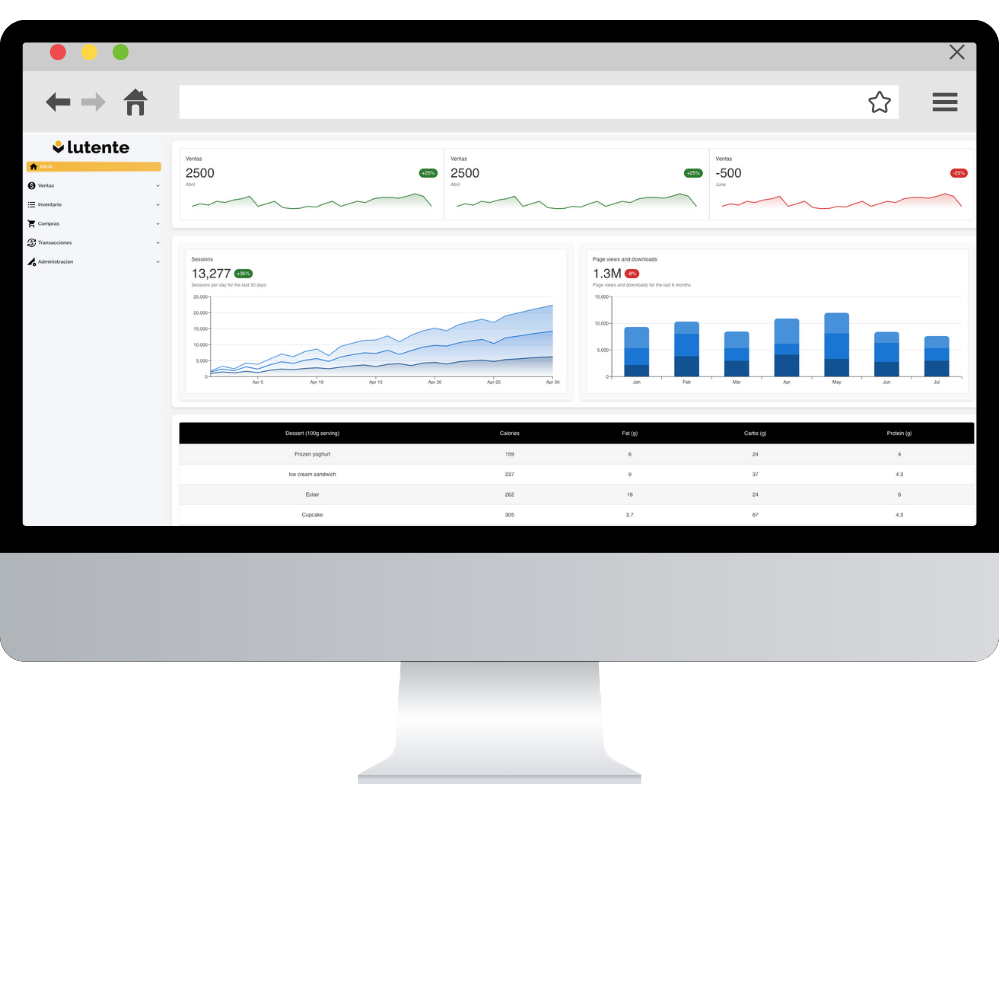 lutente
Inicio
Ventas
Inventario
Compras
Transacciones
Administracion
Ventas
2500
+25%
Abril
Ventas
2500
+25%
Abril
Ventas
-500
-25%
June
Sessions
13,277 +35%
Sessions per day for the last 30 days
25,000
20,000
15,000
10,000
5,000
0
Apr 5 Apr 10 Apr 15 Apr 20 Apr 25 Apr 30
Page views and downloads
1.3M -8%
Page views and downloads for the last 6 months
15,000
10,000
5,000
0
Jan Feb Mar Apr May Jun Jul
Dessert (100g serving) Calories Fat (g) Carbs (g) Protein (g)
Frozen yoghurt 159 6 24 4
Ice cream sandwich 237 9 37 4.3
Eclair 262 16 24 6
Cupcake 305 3.7 67 4.3